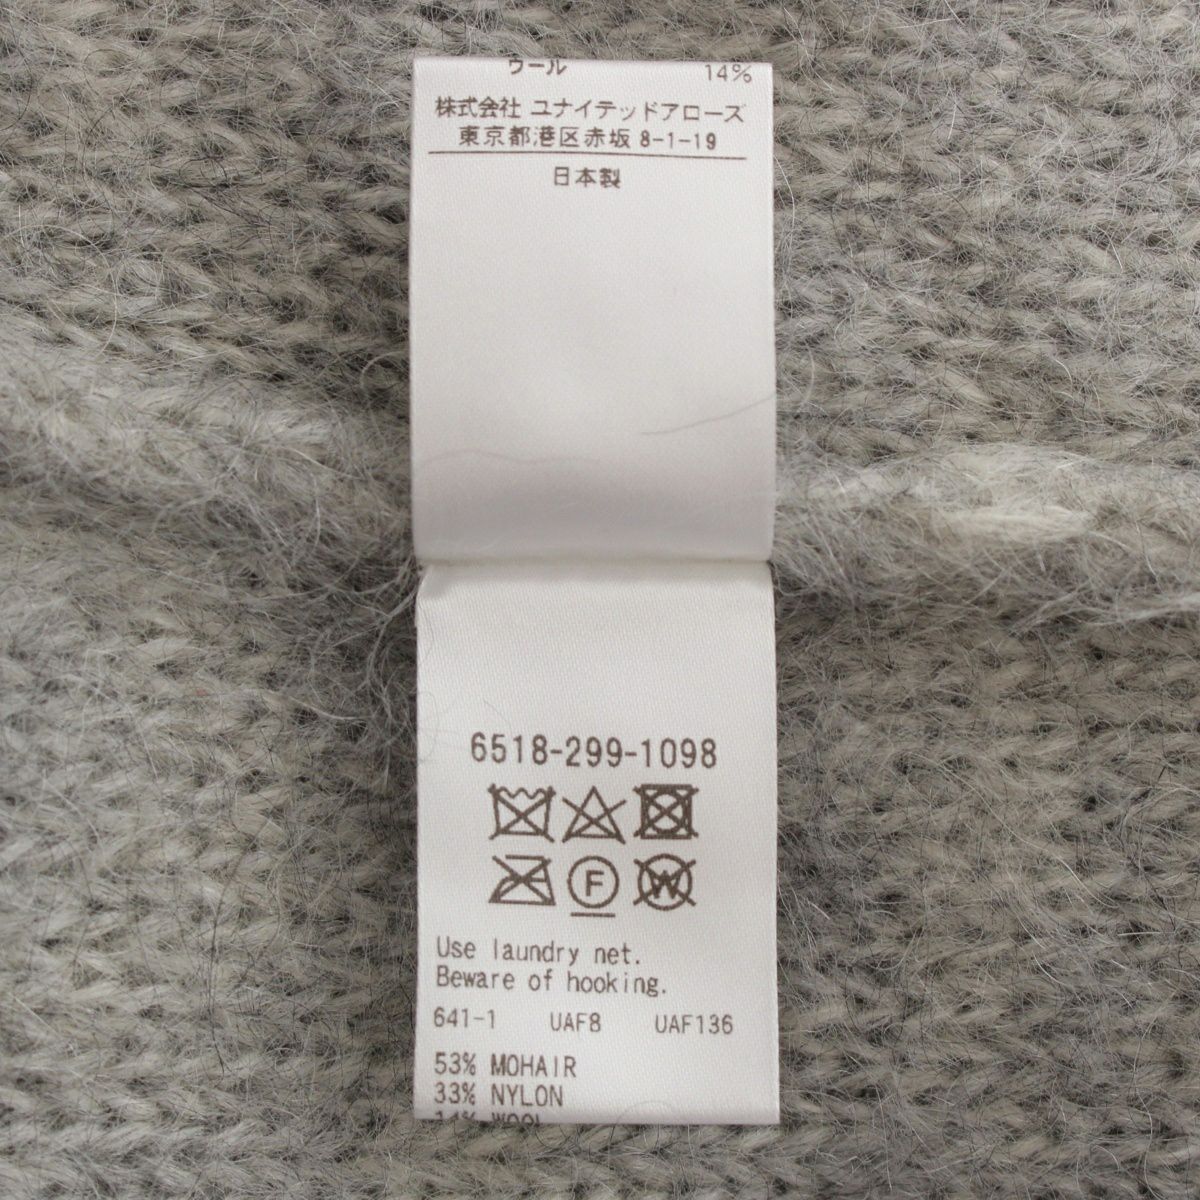 ウール 14%
株式会社 ユナイテッドアローズ
東京都港区赤坂 8-1-19
日本製
6518-299-1098
F W
Use laundry net.
Beware of hooking.
641-1 UAF8 UAF136
53% MOHAIR
33% NYLON
14% WOOL